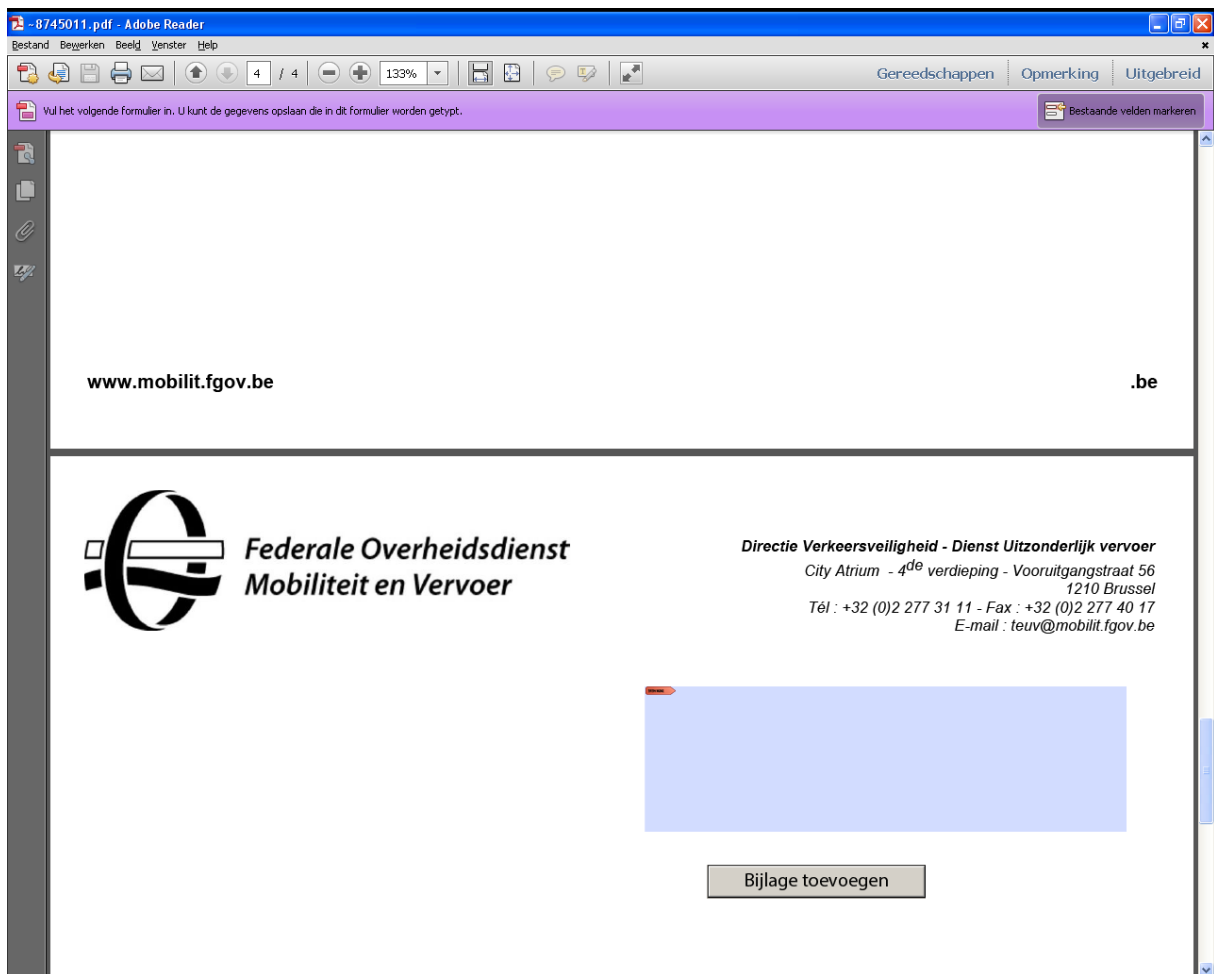 ~8745011.pdf - Adobe Reader
Bestand Bewerken Beeld Venster Help
4 / 4 133% Gereedschappen Opmerking Uitgebreid
Vul het volgende formulier in. U kunt de gegevens opslaan die in dit formulier worden getypt. Bestaande velden markeren
www.mobilit.fgov.be .be
Federale Overheidsdienst
Mobiliteit en Vervoer
Directie Verkeersveiligheid - Dienst Uitzonderlijk vervoer
City Atrium - 4de verdieping - Vooruitgangstraat 56
1210 Brussel
Tél : +32 (0)2 277 31 11 - Fax : +32 (0)2 277 40 17
E-mail : teuv@mobilit.fgov.be
Bijlage toevoegen